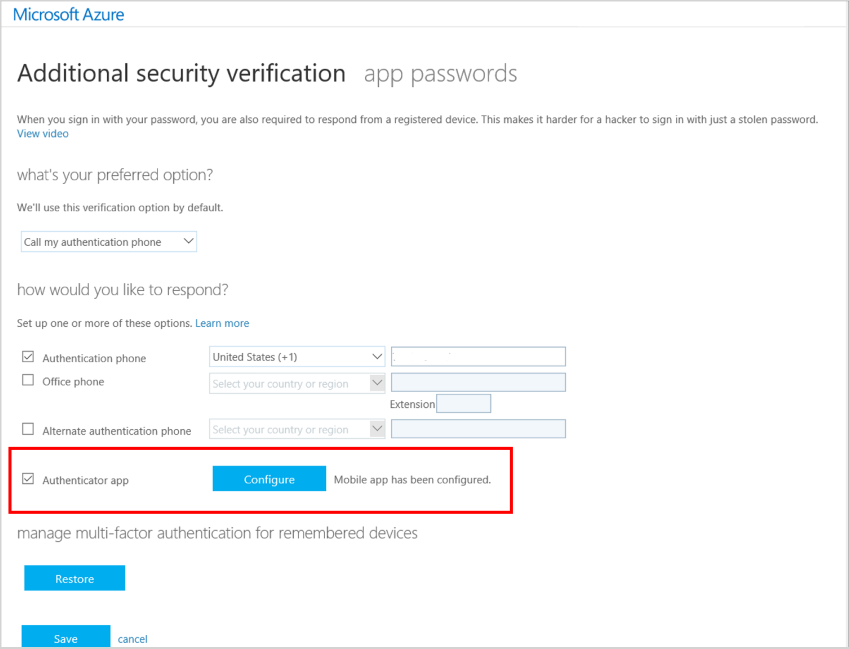 Microsoft Azure
Additional security verification app passwords
When you sign in with your password, you are also required to respond from a registered device. This makes it harder for a hacker to sign in with just a stolen password.
View video
what's your preferred option?
We'll use this verification option by default.
Call my authentication phone
how would you like to respond?
Set up one or more of these options. Learn more
Authentication phone United States (+1)
Office phone Select your country or region
Extension
Alternate authentication phone Select your country or region
Authenticator app Configure Mobile app has been configured.
manage multi-factor authentication for remembered devices
Restore
Save cancel